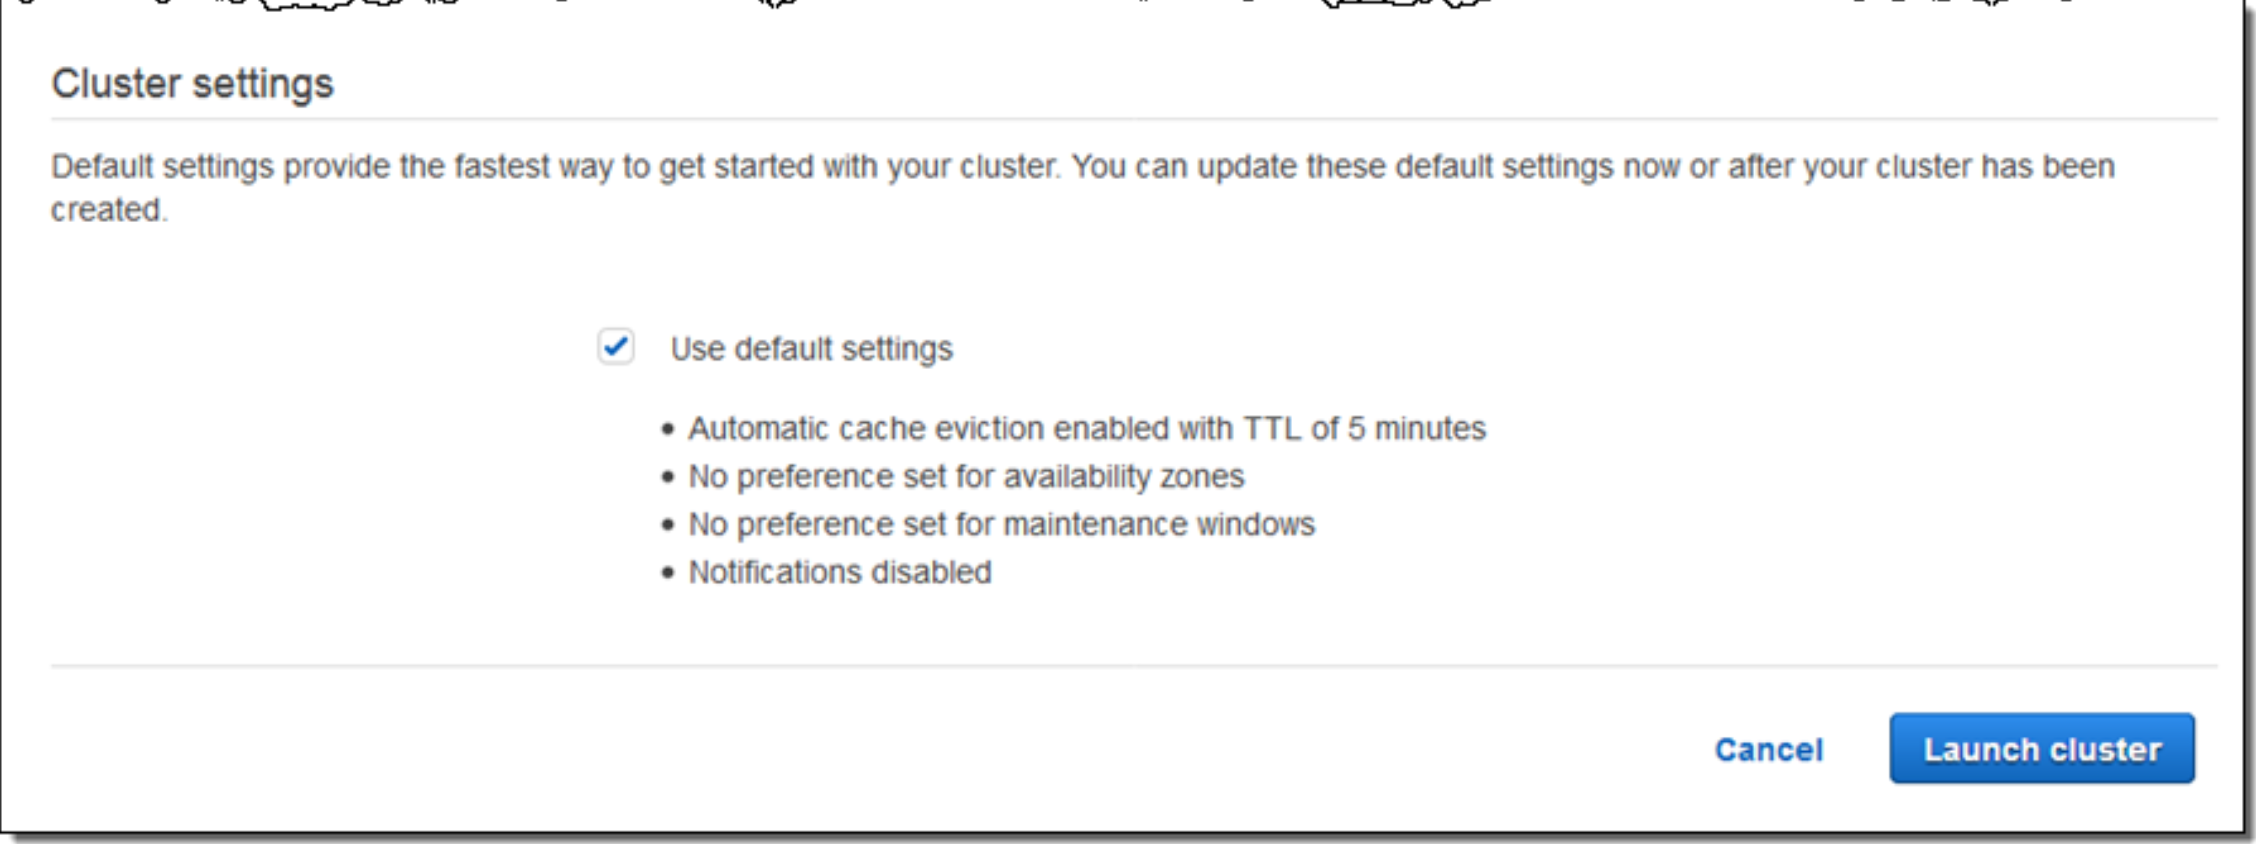 Cluster settings
Default settings provide the fastest way to get started with your cluster. You can update these default settings now or after your cluster has been
created.
Use default settings
• Automatic cache eviction enabled with TTL of 5 minutes
• No preference set for availability zones
• No preference set for maintenance windows
• Notifications disabled
Cancel Launch cluster